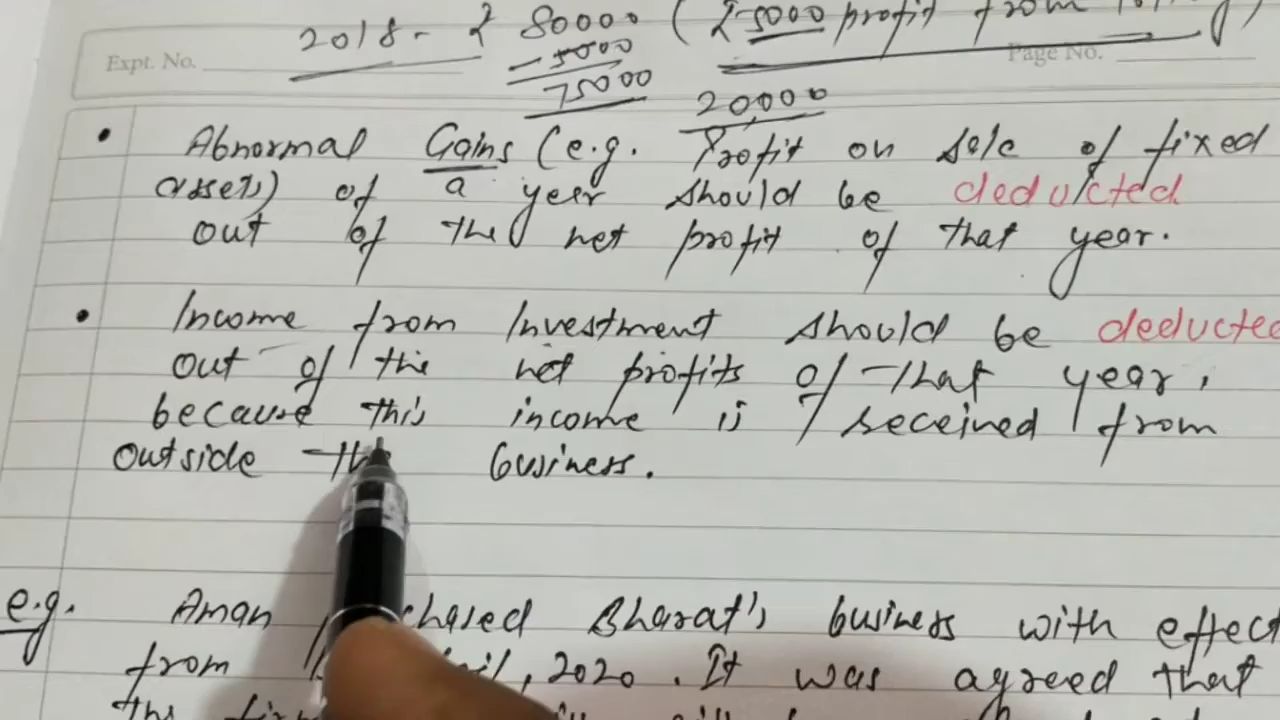 2018 - ₹ 80000 ( ₹ 5000 profit from
- 5000
Expt. No.
Page No.
75000
20,000
• Abnormal Gains (e.g. Profit on sale of fixed
assets) of a year should be deducted
out of the net profit of that year.
• Income from Investment should be deducted
out of the net profits of that year,
because this income is received from
outside the business.
e.g. Aman Bharat's business with effect
from , 2020 . It was agreed that